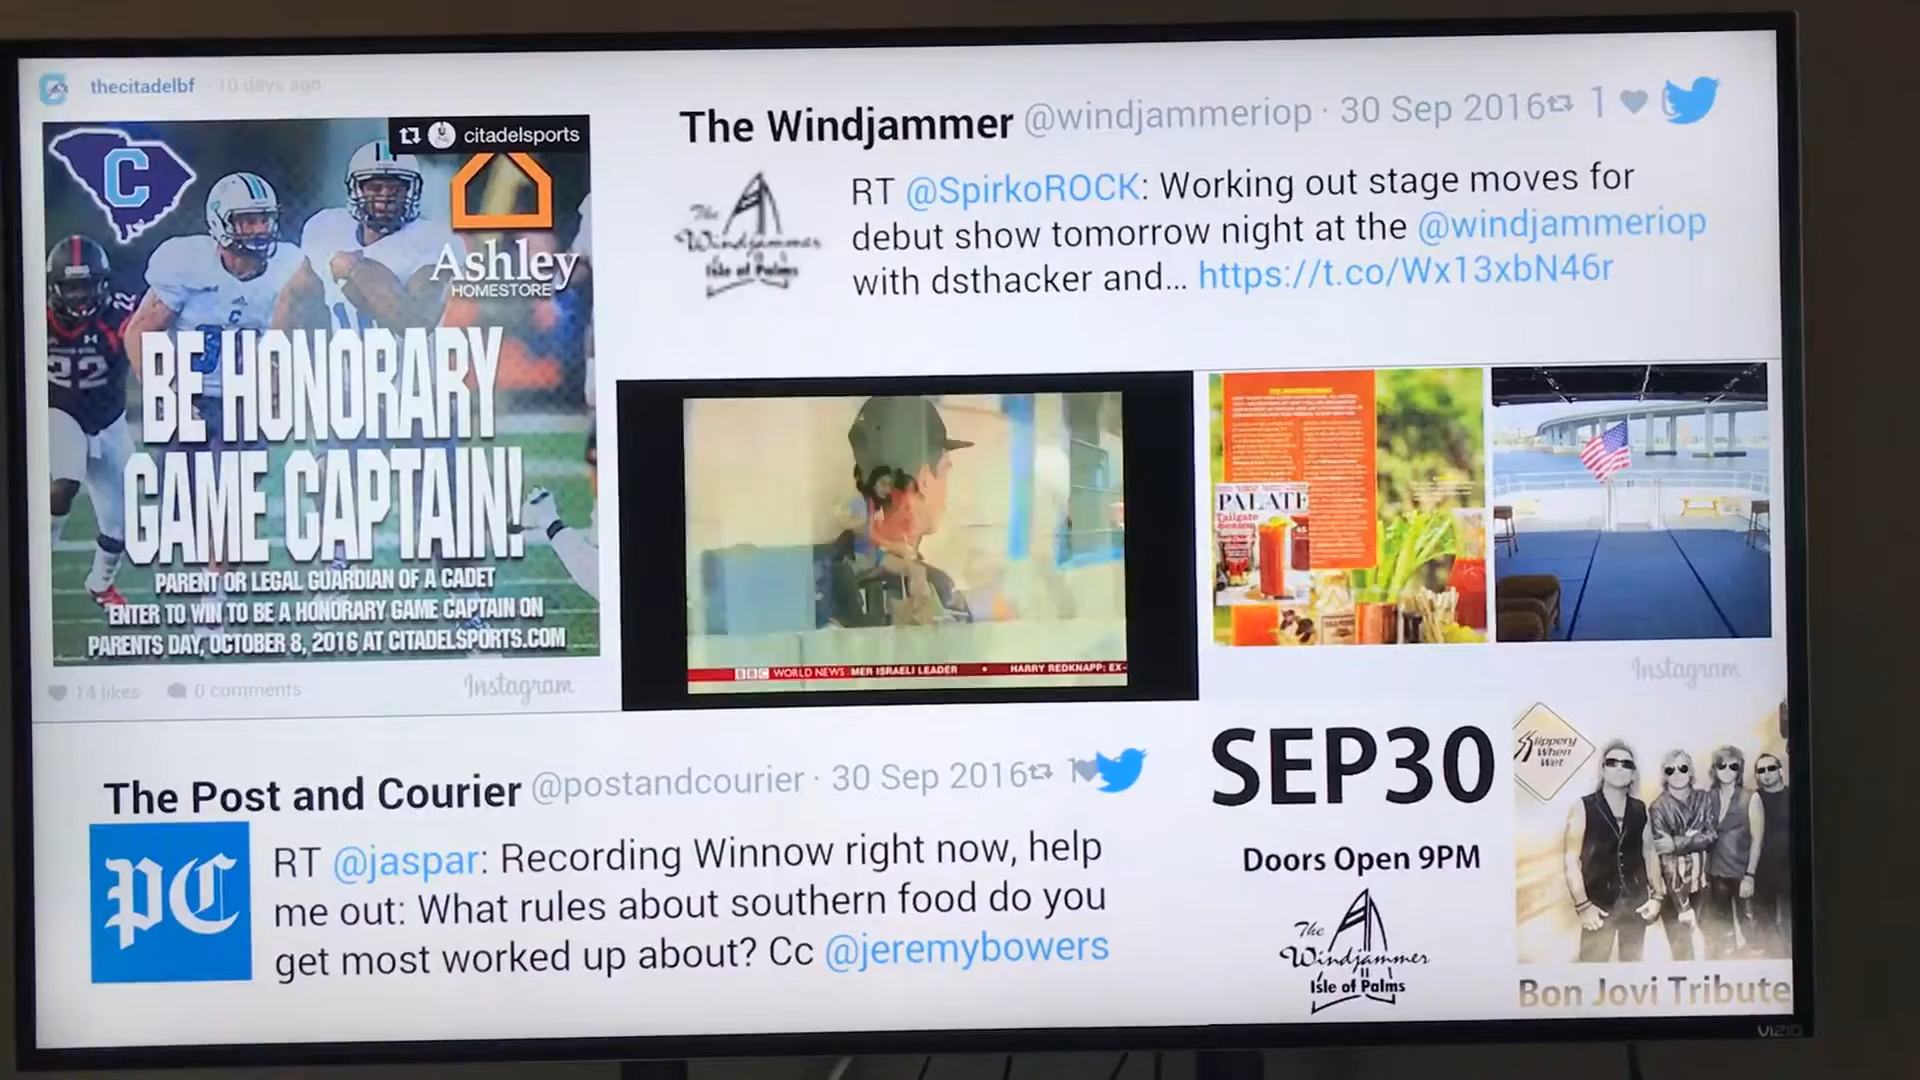 thecitadelbf - 10 days ago
citadelsports
C
Ashley
HOMESTORE
22
BE HONORARY
GAME CAPTAIN!
PARENT OR LEGAL GUARDIAN OF A CADET
ENTER TO WIN TO BE A HONORARY GAME CAPTAIN ON
PARENTS DAY, OCTOBER 8, 2016 AT CITADELSPORTS.COM
14 likes 0 comments Instagram
The Windjammer @windjammeriop · 30 Sep 2016 1
The
Windjammer
Isle of Palms
RT @SpirkoROCK: Working out stage moves for
debut show tomorrow night at the @windjammeriop
with dsthacker and... https://t.co/Wx13xbN46r
BBC WORLD NEWS MER ISRAELI LEADER • HARRY REDKNAPP: EX-
PALATE
Tailgate
Instagram
The Post and Courier @postandcourier · 30 Sep 2016
PC
RT @jaspar: Recording Winnow right now, help
me out: What rules about southern food do you
get most worked up about? Cc @jeremybowers
SEP30
Doors Open 9PM
The
Windjammer
Isle of Palms
Slippery
When
Wet
Bon Jovi Tribute
VIZIO